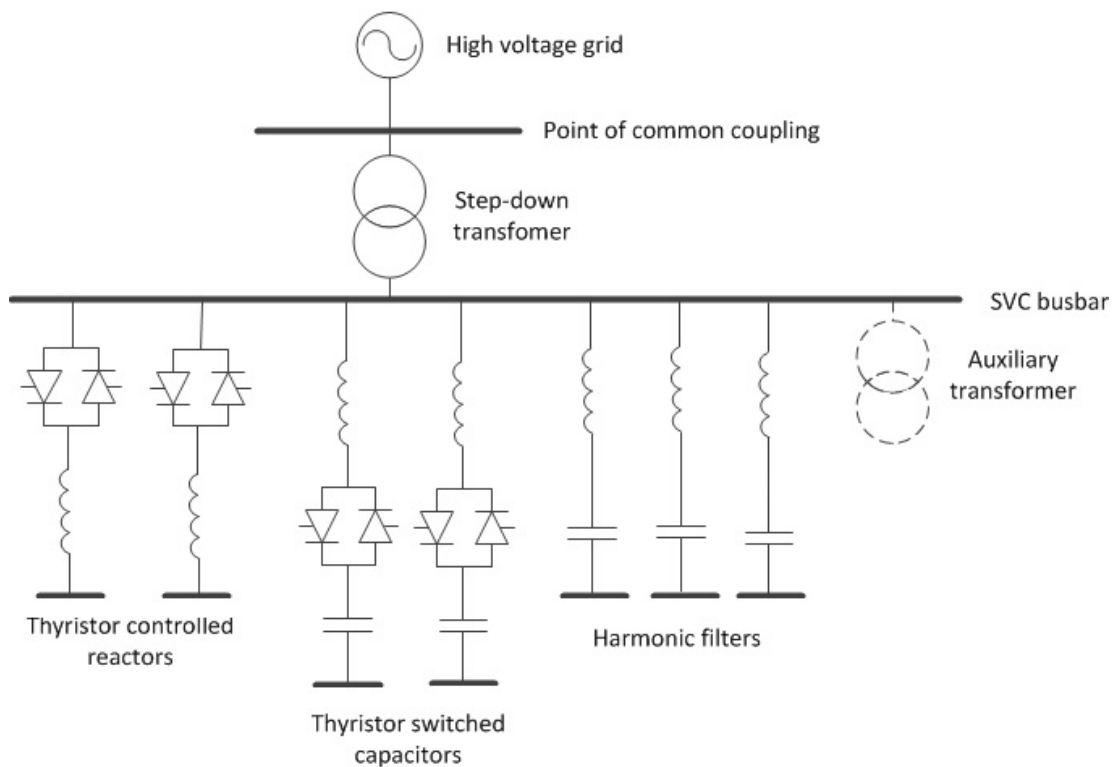 High voltage grid
Point of common coupling
Step-down
transfomer
SVC busbar
Auxiliary
transformer
Thyristor controlled
reactors
Harmonic filters
Thyristor switched
capacitors